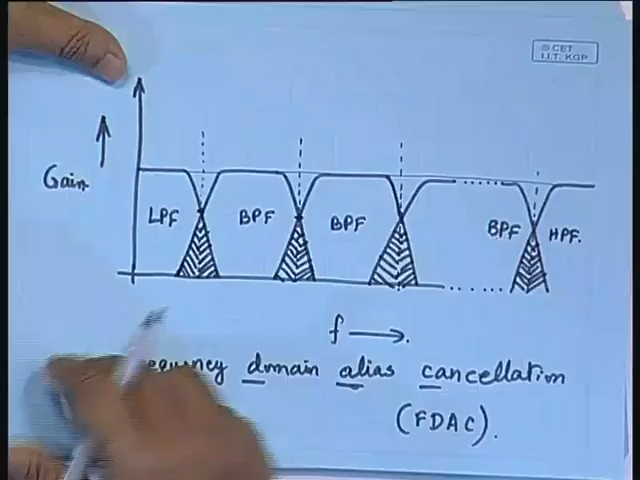 © CET
I.I.T. KGP
Gain
LPF BPF BPF BPF HPF.
f
domain alias cancellation
(FDAC).